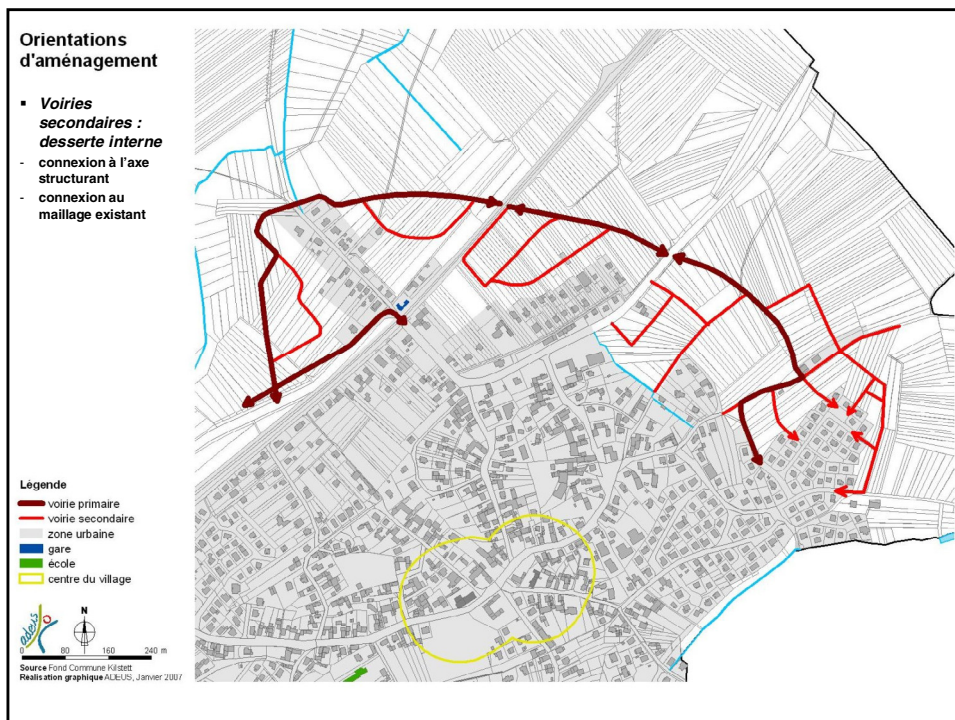 Orientations
d'aménagement
▪ Voiries
secondaires :
desserte interne
- connexion à l'axe
structurant
- connexion au
maillage existant
Légende
voirie primaire
voirie secondaire
zone urbaine
gare
école
centre du village
adeus
N
0 80 160 240 m
Source Fond Commune Kilstett
Réalisation graphique ADEUS, Janvier 2007